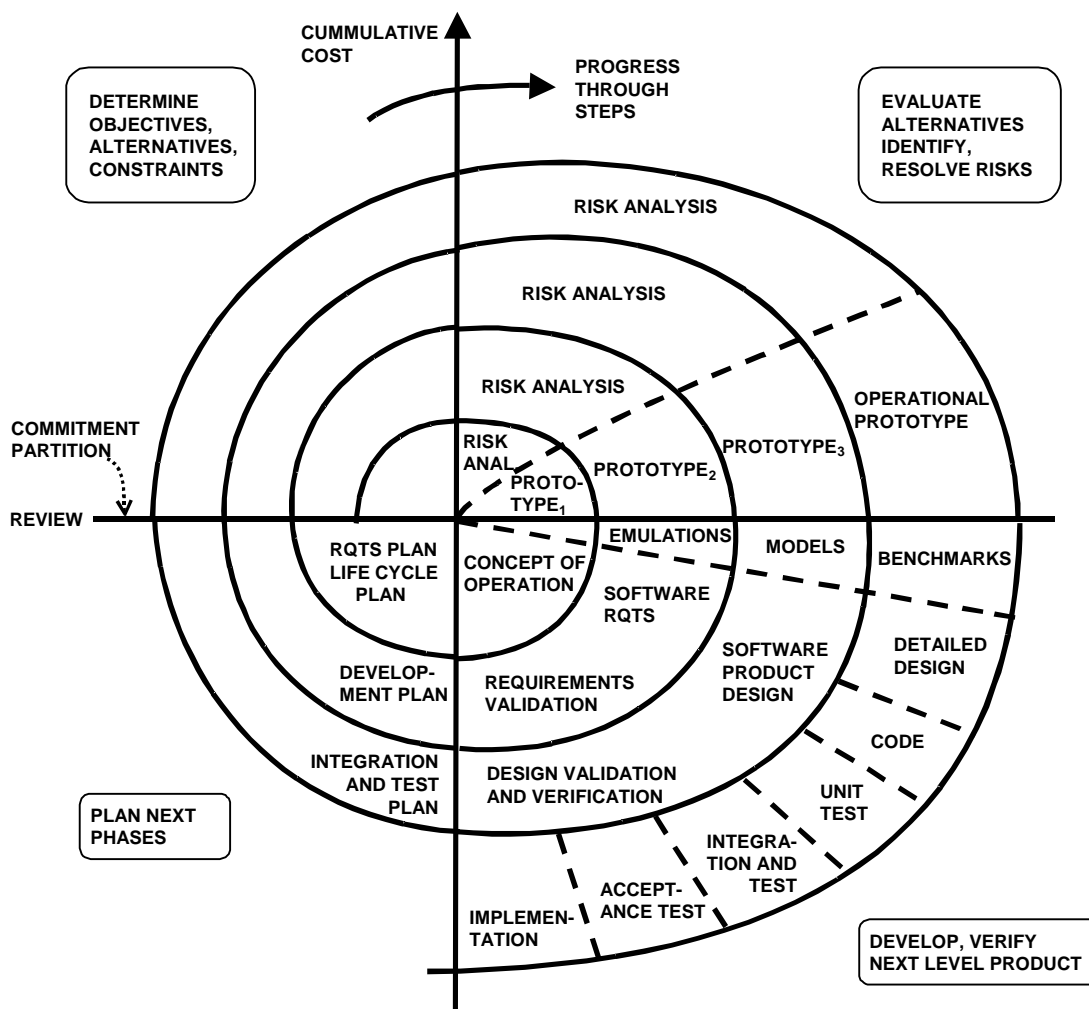 CUMMULATIVE
COST
PROGRESS
THROUGH
STEPS
DETERMINE
OBJECTIVES,
ALTERNATIVES,
CONSTRAINTS
EVALUATE
ALTERNATIVES
IDENTIFY,
RESOLVE RISKS
RISK ANALYSIS
RISK ANALYSIS
RISK ANALYSIS
RISK
ANAL.
PROTO-
TYPE1
PROTOTYPE2
PROTOTYPE3
OPERATIONAL
PROTOTYPE
COMMITMENT
PARTITION
REVIEW
EMULATIONS
MODELS
BENCHMARKS
RQTS PLAN
LIFE CYCLE
PLAN
CONCEPT OF
OPERATION
SOFTWARE
RQTS
SOFTWARE
PRODUCT
DESIGN
DETAILED
DESIGN
DEVELOP-
MENT PLAN
REQUIREMENTS
VALIDATION
CODE
INTEGRATION
AND TEST
PLAN
DESIGN VALIDATION
AND VERIFICATION
UNIT
TEST
PLAN NEXT
PHASES
INTEGRA-
TION AND
TEST
ACCEPT-
ANCE TEST
IMPLEMEN-
TATION
DEVELOP, VERIFY
NEXT LEVEL PRODUCT